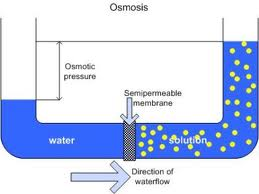 Osmosis
Osmotic
pressure
Semipermeable
membrane
water
solution
Direction of
waterflow